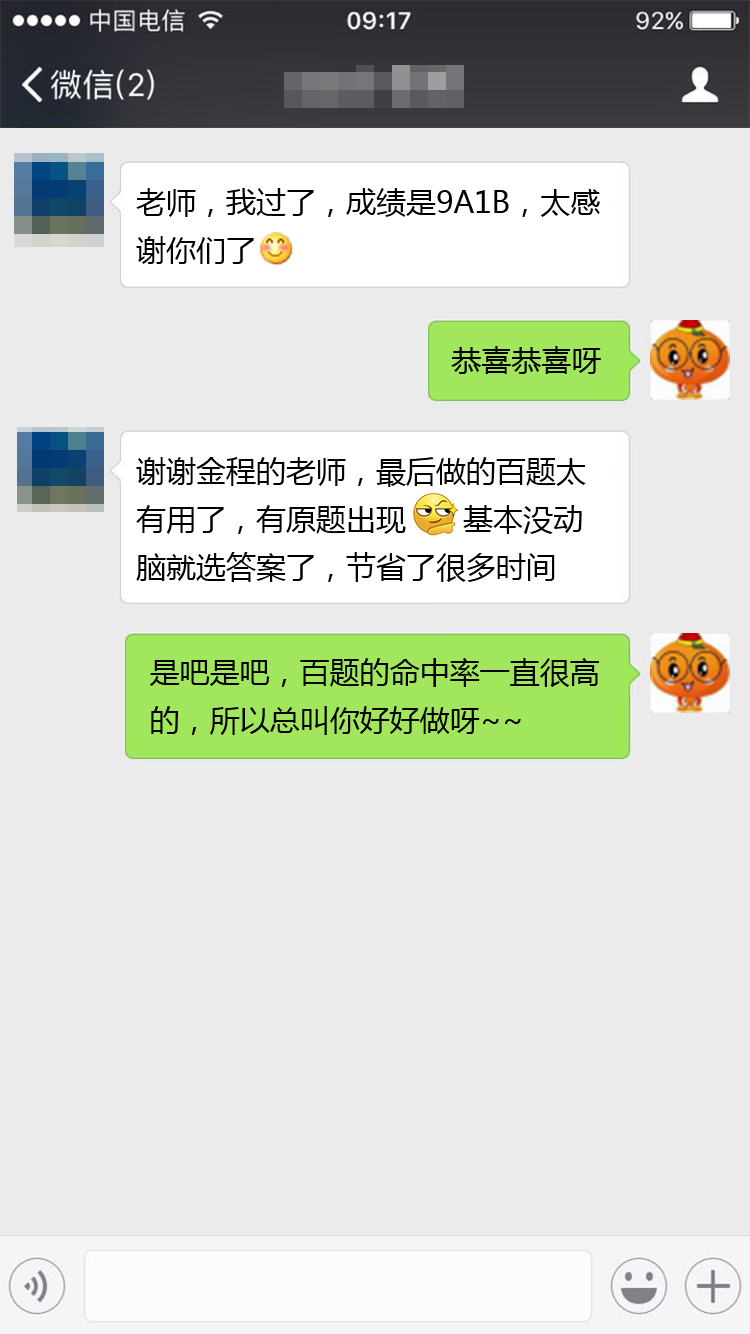 中国电信 09:17 92%
微信(2)
老师，我过了，成绩是9A1B，太感
谢你们了
恭喜恭喜呀
谢谢金程的老师，最后做的百题太
有用了，有原题出现 基本没动
脑就选答案了，节省了很多时间
是吧是吧，百题的命中率一直很高
的，所以总叫你好好做呀~~